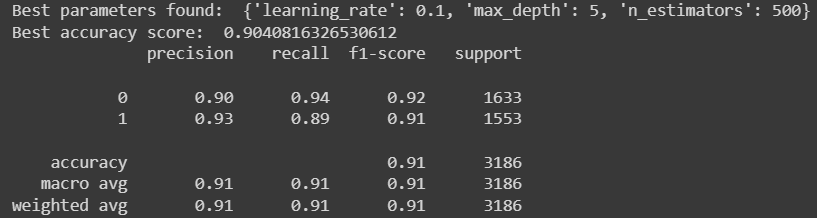 Best parameters found:  {'learning_rate': 0.1, 'max_depth': 5, 'n_estimators': 500}
Best accuracy score:  0.9040816326530612
              precision    recall  f1-score   support

           0       0.90      0.94      0.92      1633
           1       0.93      0.89      0.91      1553

    accuracy                           0.91      3186
   macro avg       0.91      0.91      0.91      3186
weighted avg       0.91      0.91      0.91      3186